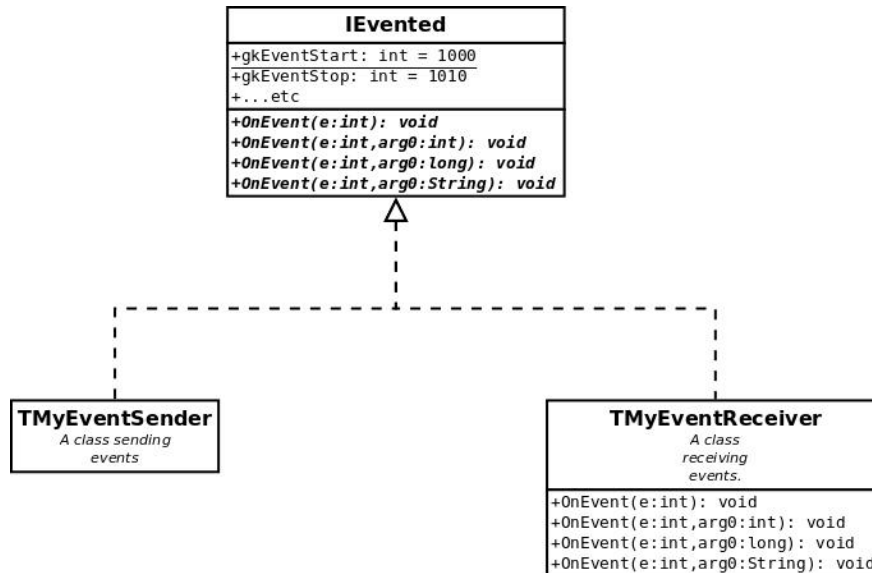 IEvented
+gkEventStart: int = 1000
+gkEventStop: int = 1010
+...etc
+OnEvent(e:int): void
+OnEvent(e:int,arg0:int): void
+OnEvent(e:int,arg0:long): void
+OnEvent(e:int,arg0:String): void
TMyEventSender
A class sending
events
TMyEventReceiver
A class
receiving
events.
+OnEvent(e:int): void
+OnEvent(e:int,arg0:int): void
+OnEvent(e:int,arg0:long): void
+OnEvent(e:int,arg0:String): void